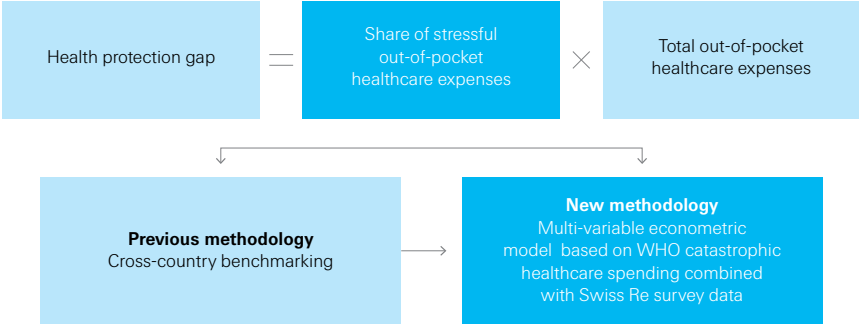 Health protection gap
=
Share of stressful
out-of-pocket
healthcare expenses
×
Total out-of-pocket
healthcare expenses
Previous methodology
Cross-country benchmarking
New methodology
Multi-variable econometric
model based on WHO catastrophic
healthcare spending combined
with Swiss Re survey data